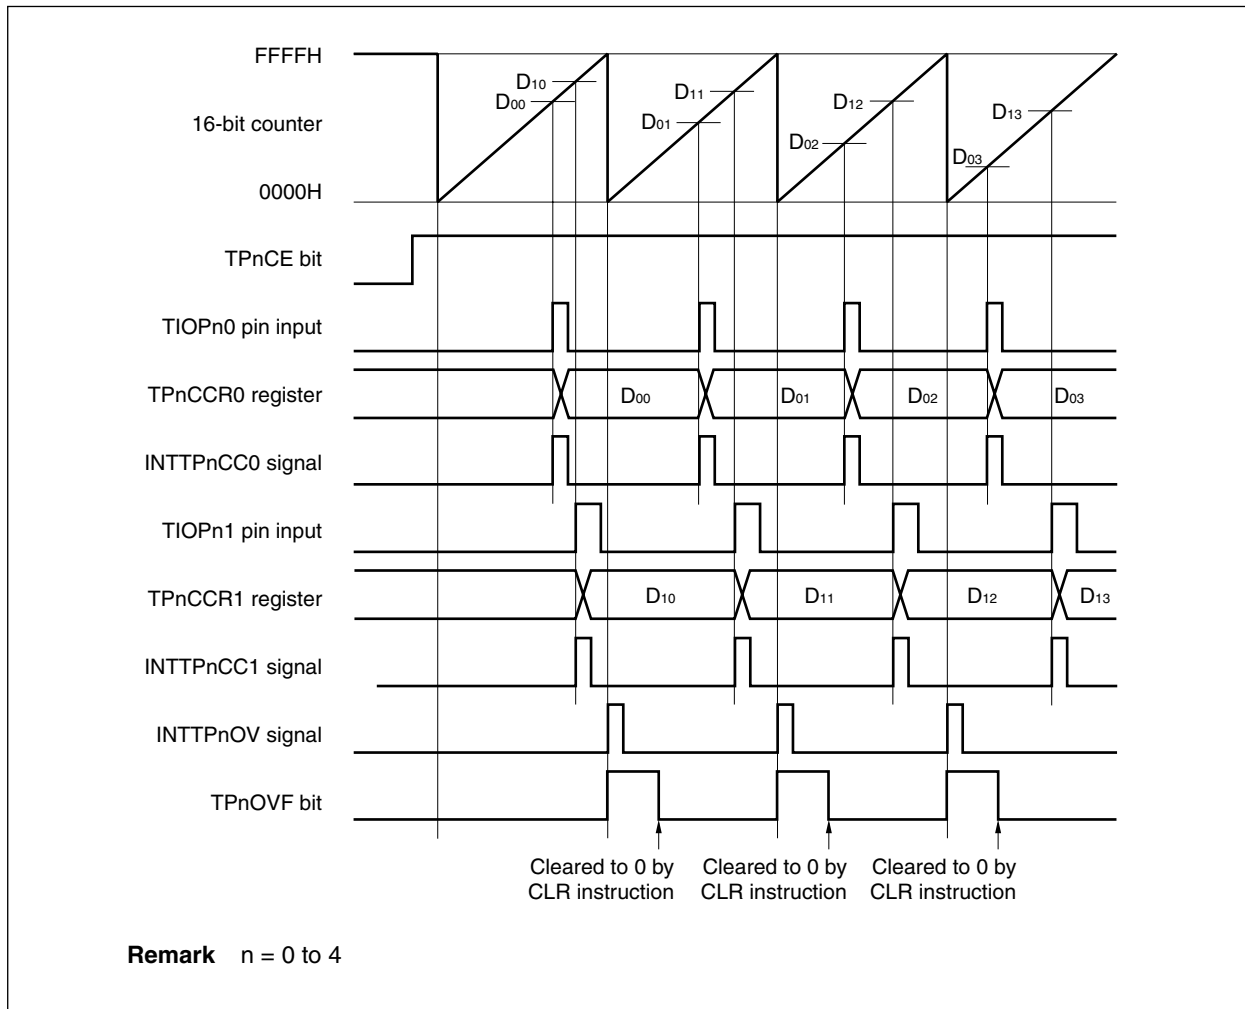 FFFFH
D10
D00
D11
D01
D12
D02
D13
D03
16-bit counter
0000H
TPnCE bit
TIOPn0 pin input
TPnCCR0 register
D00
D01
D02
D03
INTTPnCC0 signal
TIOPn1 pin input
TPnCCR1 register
D10
D11
D12
D13
INTTPnCC1 signal
INTTPnOV signal
TPnOVF bit
Cleared to 0 by
CLR instruction
Cleared to 0 by
CLR instruction
Cleared to 0 by
CLR instruction
Remark n = 0 to 4